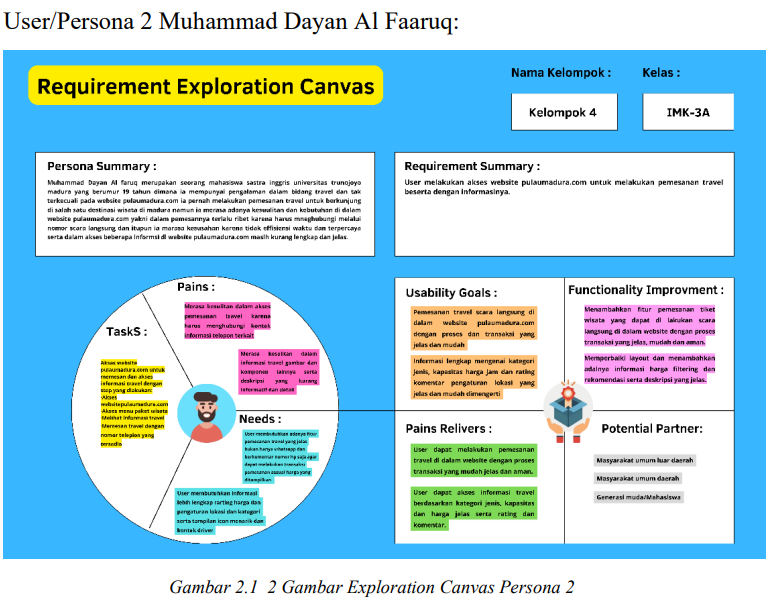 User/Persona 2 Muhammad Dayan Al Faaruq:
Requirement Exploration Canvas
Nama Kelompok :
Kelas :
Kelompok 4
IMK-3A
Persona Summary :
Muhammad Dayan Al faruq merupakan seorang mahasiswa sastra inggris universitas trunojoyo
madura yang berumur 19 tahun dimana ia mempunyai pengalaman dalam bidang travel dan tak
terkecuali pada website pulaumadura.com ia pernah melakukan pemesanan travel untuk berkunjung
di salah satu destinasi wisata di madura namun ia merasa adanya kesulitan dan kebutuhan di dalam
website pulaumadura.com yakni dalam pemesannya terlalu ribet karena harus menghubungi melalui
nomor scara langsung dan itupun ia merasa kesusahan karena tidak effisiensi waktu dan terpercaya
serta dalam akses beberapa informsi di website pulaumadura.com masih kurang lengkap dan jelas.
Requirement Summary :
User melakukan akses website pulaumadura.com untuk melakukan pemesanan travel
beserta dengan informasinya.
Pains :
Merasa kesulitan dalam akses
pemesanan travel karena
harus menghubungi kontak
informasi telepon terkait
Merasa kesulitan dalam
informasi travel gambar dan
komponen lainnya serta
deskripsi yang kurang
informatif dan detail
TaskS :
Akses website
pulaumadura.com untuk
memesan dan akses
informasi travel dengan
step yang dilakukan:
-Akses
websitepulaumadura.com
-Akses menu paket wisata
-Melihat informasi travel
-Memesan travel dengan
nomor telepion yang
tersedia
Needs :
User membutuhkan adanya fitur
pemesanan travel yang jelas
bukan hanya whatsapp dan
berhomoran nomor hp saja agar
dapat melakukan transaksi
pemesanan sesuai harga yang
ditampilkan
User membutuhkan informasi
lebih lengkap rarting harga dan
pengaturan lokasi dan kategori
serta tampilan icon menarik dan
kontak driver
Usability Goals :
Pemesanan travel scara langsung di
dalam website pulaumadura.com
dengan proses dan transaksi yang
jelas dan mudah
Informasi lengkap mengenai kategori
jenis, kapasitas harga jam dan rating
komentar pengaturan lokasi yang
jelas dan mudah dimengerti
Functionality Improvment :
Menambahkan fitur pemesanan tiket
wisata yang dapat di lakukan scara
langsung di dalam website dengan proses
transaksi yang jelas, mudah dan aman.
Memperbaiki layout dan menambahkan
adalnya informasi harga filtering dan
rekomendasi serta deskripsi yang jelas.
Pains Relivers :
User dapat melakukan pemesanan
travel di dalam website dengan proses
transaksi yang mudah jelas dan aman.
User dapat akses informasi travel
berdasarkan kategori jenis, kapasitas
dan harga jelas serta rating dan
komentar.
Potential Partner:
Masyarakat umum luar daerah
Masyarakat umum daerah
Generasi muda/Mahasiswa
Gambar 2.1 2 Gambar Exploration Canvas Persona 2